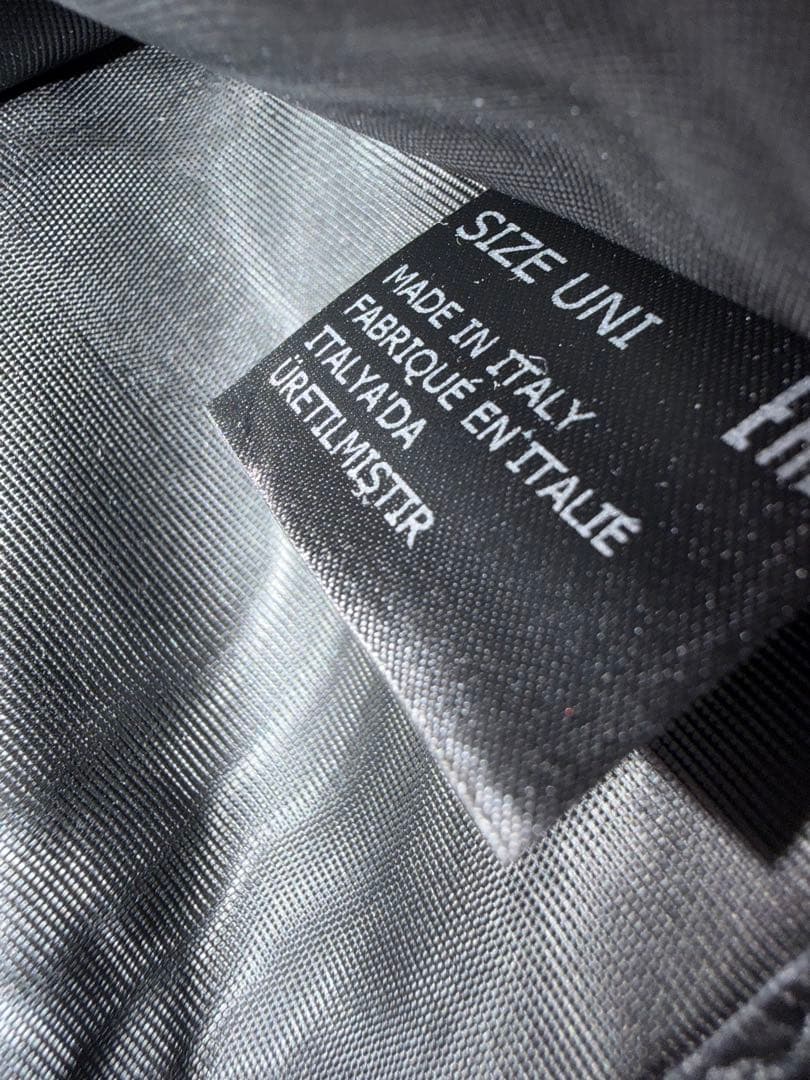 SIZE UNI
MADE IN ITALY
FABRIQUÉ EN ITALIE
ITALYA'DA
ÜRETILMIŞTIR